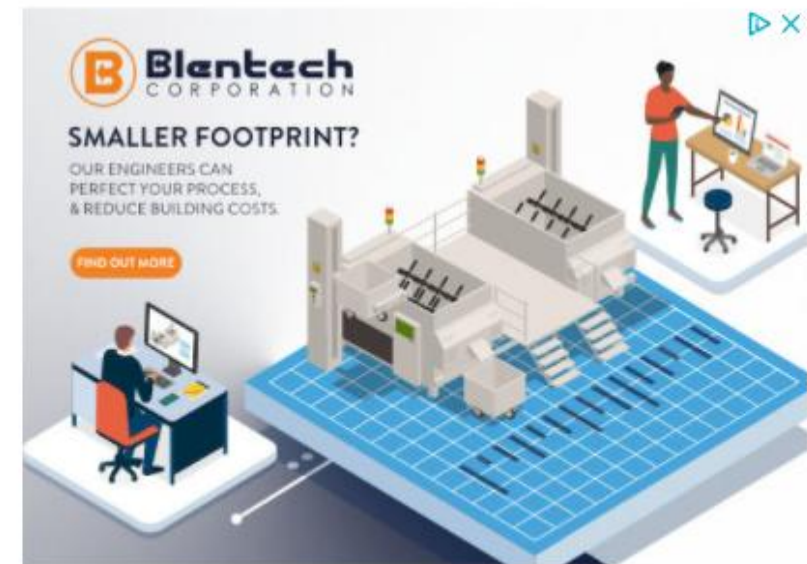 B Blentech
CORPORATION
SMALLER FOOTPRINT?
OUR ENGINEERS CAN
PERFECT YOUR PROCESS,
& REDUCE BUILDING COSTS.
FIND OUT MORE